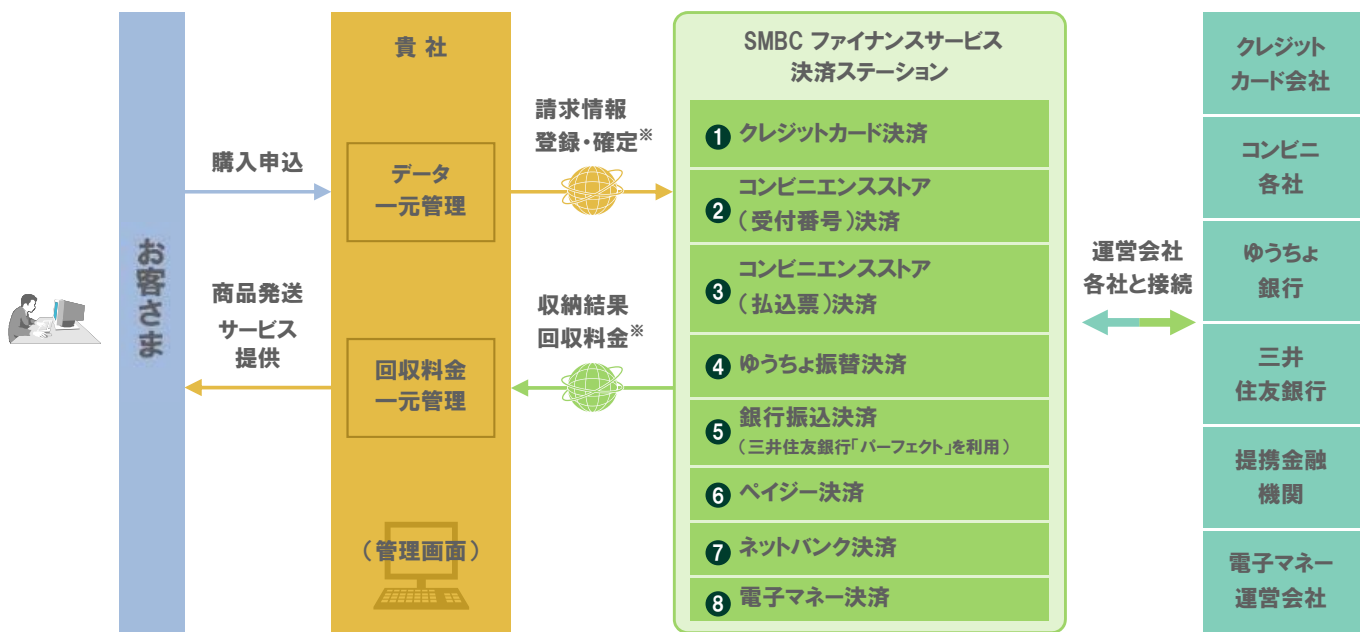 お客さま
購入申込
商品発送
サービス
提供
貴社
データ
一元管理
回収料金
一元管理
（管理画面）
請求情報
登録・確定※
収納結果
回収料金※
SMBC ファイナンスサービス
決済ステーション
1 クレジットカード決済
2 コンビニエンスストア
（受付番号）決済
3 コンビニエンスストア
（払込票）決済
4 ゆうちょ振替決済
5 銀行振込決済
（三井住友銀行「パーフェクト」を利用）
6 ペイジー決済
7 ネットバンク決済
8 電子マネー決済
運営会社
各社と接続
クレジット
カード会社
コンビニ
各社
ゆうちょ
銀行
三井
住友銀行
提携金融
機関
電子マネー
運営会社